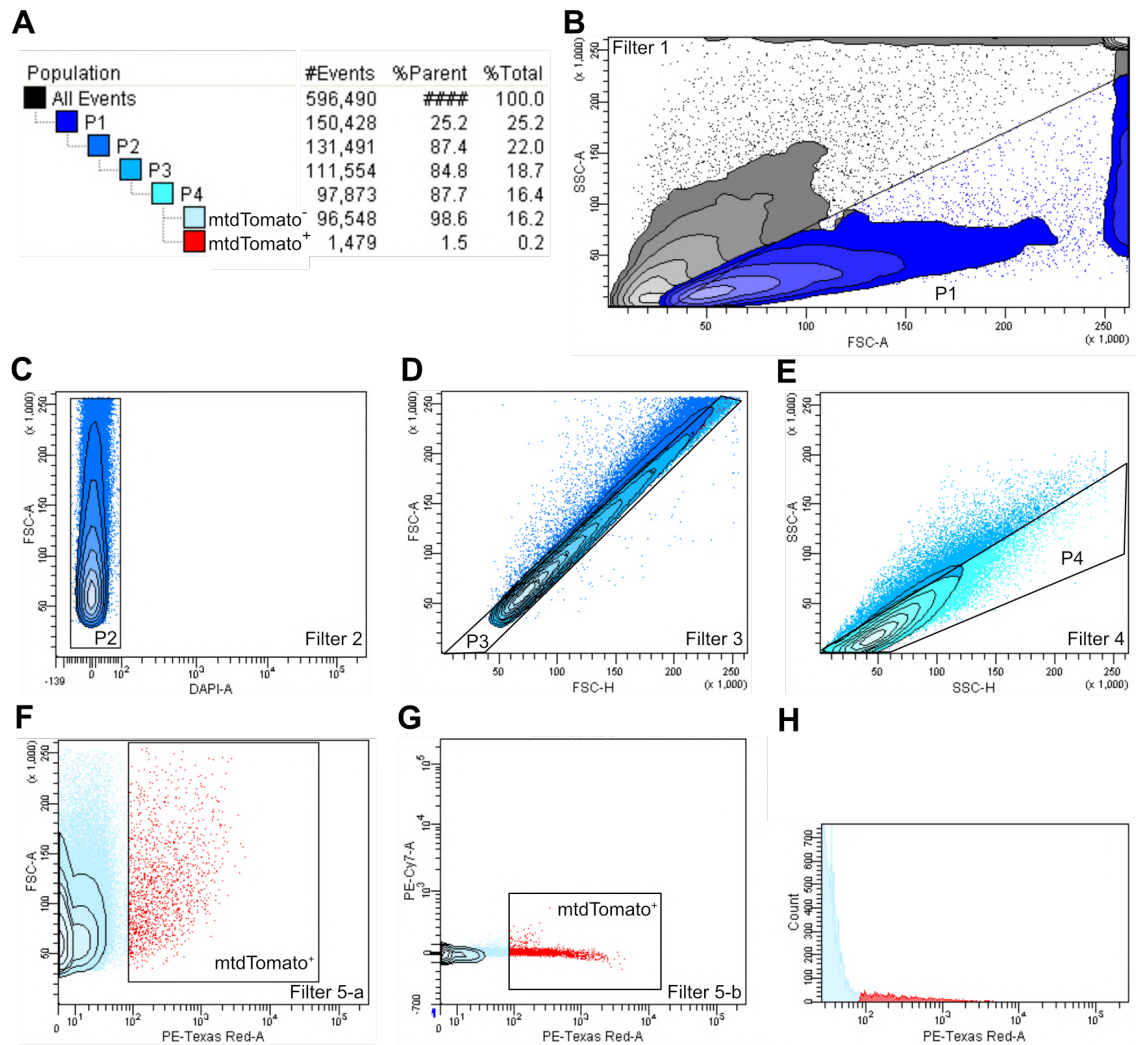 A
Population #Events %Parent %Total
All Events 596,490 #### 100.0
P1 150,428 25.2 25.2
P2 131,491 87.4 22.0
P3 111,554 84.8 18.7
P4 97,873 87.7 16.4
mtdTomato- 96,548 98.6 16.2
mtdTomato+ 1,479 1.5 0.2
B
Filter 1
(x 1,000)
SSC-A
250
200
150
100
50
P1
50 100 150 200 250
FSC-A
(x 1,000)
C
(x 1,000)
FSC-A
250
200
150
100
50
P2
Filter 2
-139 0 10² 10³ 10⁴ 10⁵
DAPI-A
D
(x 1,000)
FSC-A
250
200
150
100
50
P3
Filter 3
50 100 150 200 250
FSC-H
(x 1,000)
E
(x 1,000)
SSC-A
250
200
150
100
50
P4
Filter 4
50 100 150 200 250
SSC-H
(x 1,000)
F
(x 1,000)
FSC-A
250
200
150
100
50
mtdTomato+
Filter 5-a
0 10¹ 10² 10³ 10⁴ 10⁵
PE-Texas Red-A
G
PE-Cy7-A
10⁵
10⁴
10³
0
-700
mtdTomato+
Filter 5-b
0 10¹ 10² 10³ 10⁴ 10⁵
PE-Texas Red-A
H
Count
700
600
500
400
300
200
100
0
10² 10³ 10⁴ 10⁵
PE-Texas Red-A